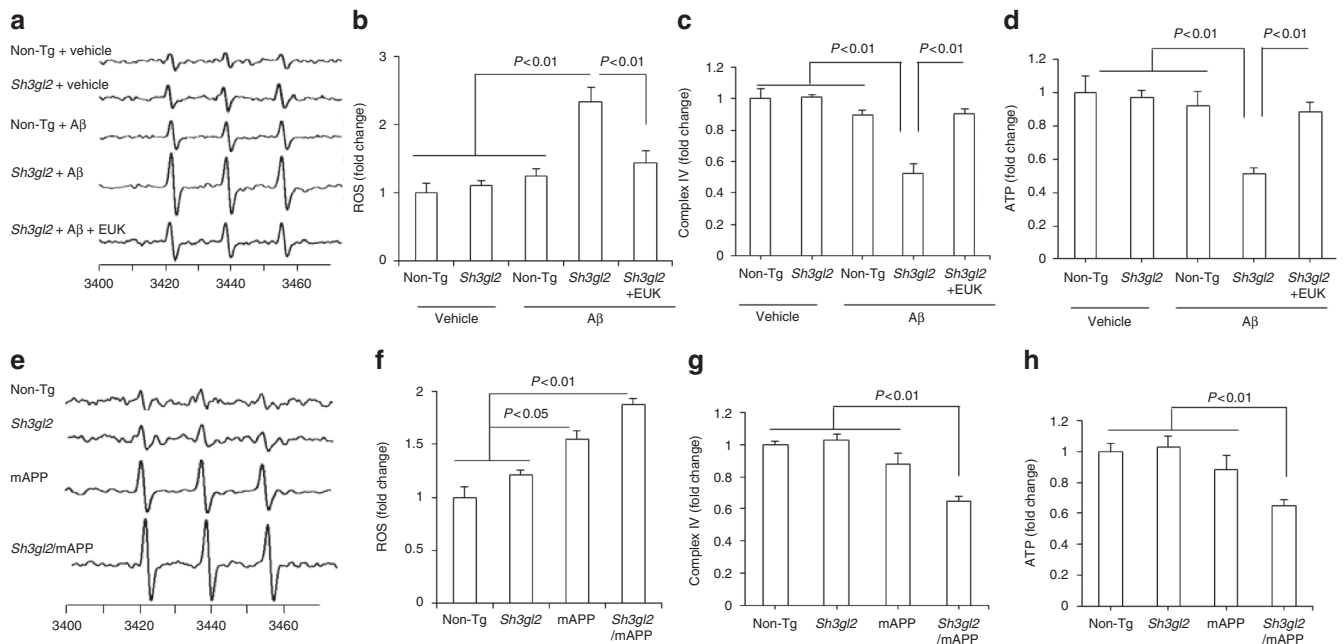 a
Non-Tg + vehicle
Sh3gl2 + vehicle
Non-Tg + Aβ
Sh3gl2 + Aβ
Sh3gl2 + Aβ + EUK
3400 3420 3440 3460
b
ROS (fold change)
3
2
1
0
P<0.01 P<0.01
Non-Tg Sh3gl2 Non-Tg Sh3gl2 Sh3gl2
+EUK
Vehicle Aβ
c
Complex IV (fold change)
1.2
1
0.8
0.6
0.4
0.2
0
P<0.01 P<0.01
Non-Tg Sh3gl2 Non-Tg Sh3gl2 Sh3gl2
+EUK
Vehicle Aβ
d
ATP (fold change)
1.2
1
0.8
0.6
0.4
0.2
0
P<0.01 P<0.01
Non-Tg Sh3gl2 Non-Tg Sh3gl2 Sh3gl2
+EUK
Vehicle Aβ
e
Non-Tg
Sh3gl2
mAPP
Sh3gl2/mAPP
3400 3420 3440 3460
f
ROS (fold change)
2
1.5
1
0.5
0
P<0.01
P<0.05
Non-Tg Sh3gl2 mAPP Sh3gl2
/mAPP
g
Complex IV (fold change)
1.2
1
0.8
0.6
0.4
0.2
0
P<0.01
Non-Tg Sh3gl2 mAPP Sh3gl2
/mAPP
h
ATP (fold change)
1.2
1
0.8
0.6
0.4
0.2
0
P<0.01
Non-Tg Sh3gl2 mAPP Sh3gl2
/mAPP